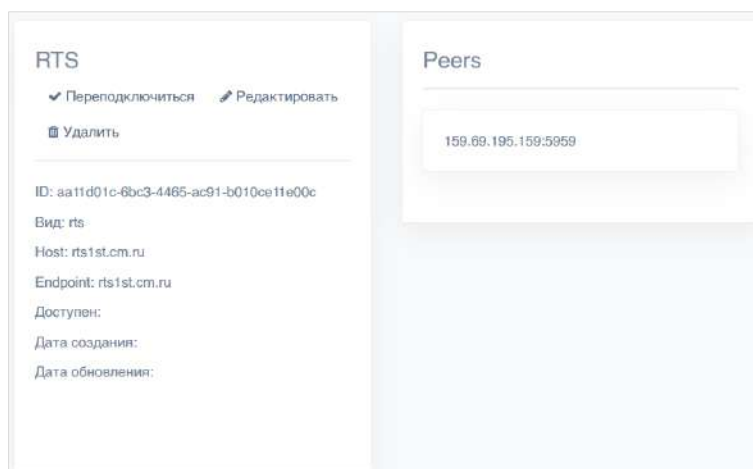 RTS
Переподключиться Редактировать
Удалить
ID: aa11d01c-6bc3-4465-ac91-b010ce11e00c
Вид: rts
Host: rts1st.cm.ru
Endpoint: rts1st.cm.ru
Доступен:
Дата создания:
Дата обновления:
Peers
159.69.195.159:5959